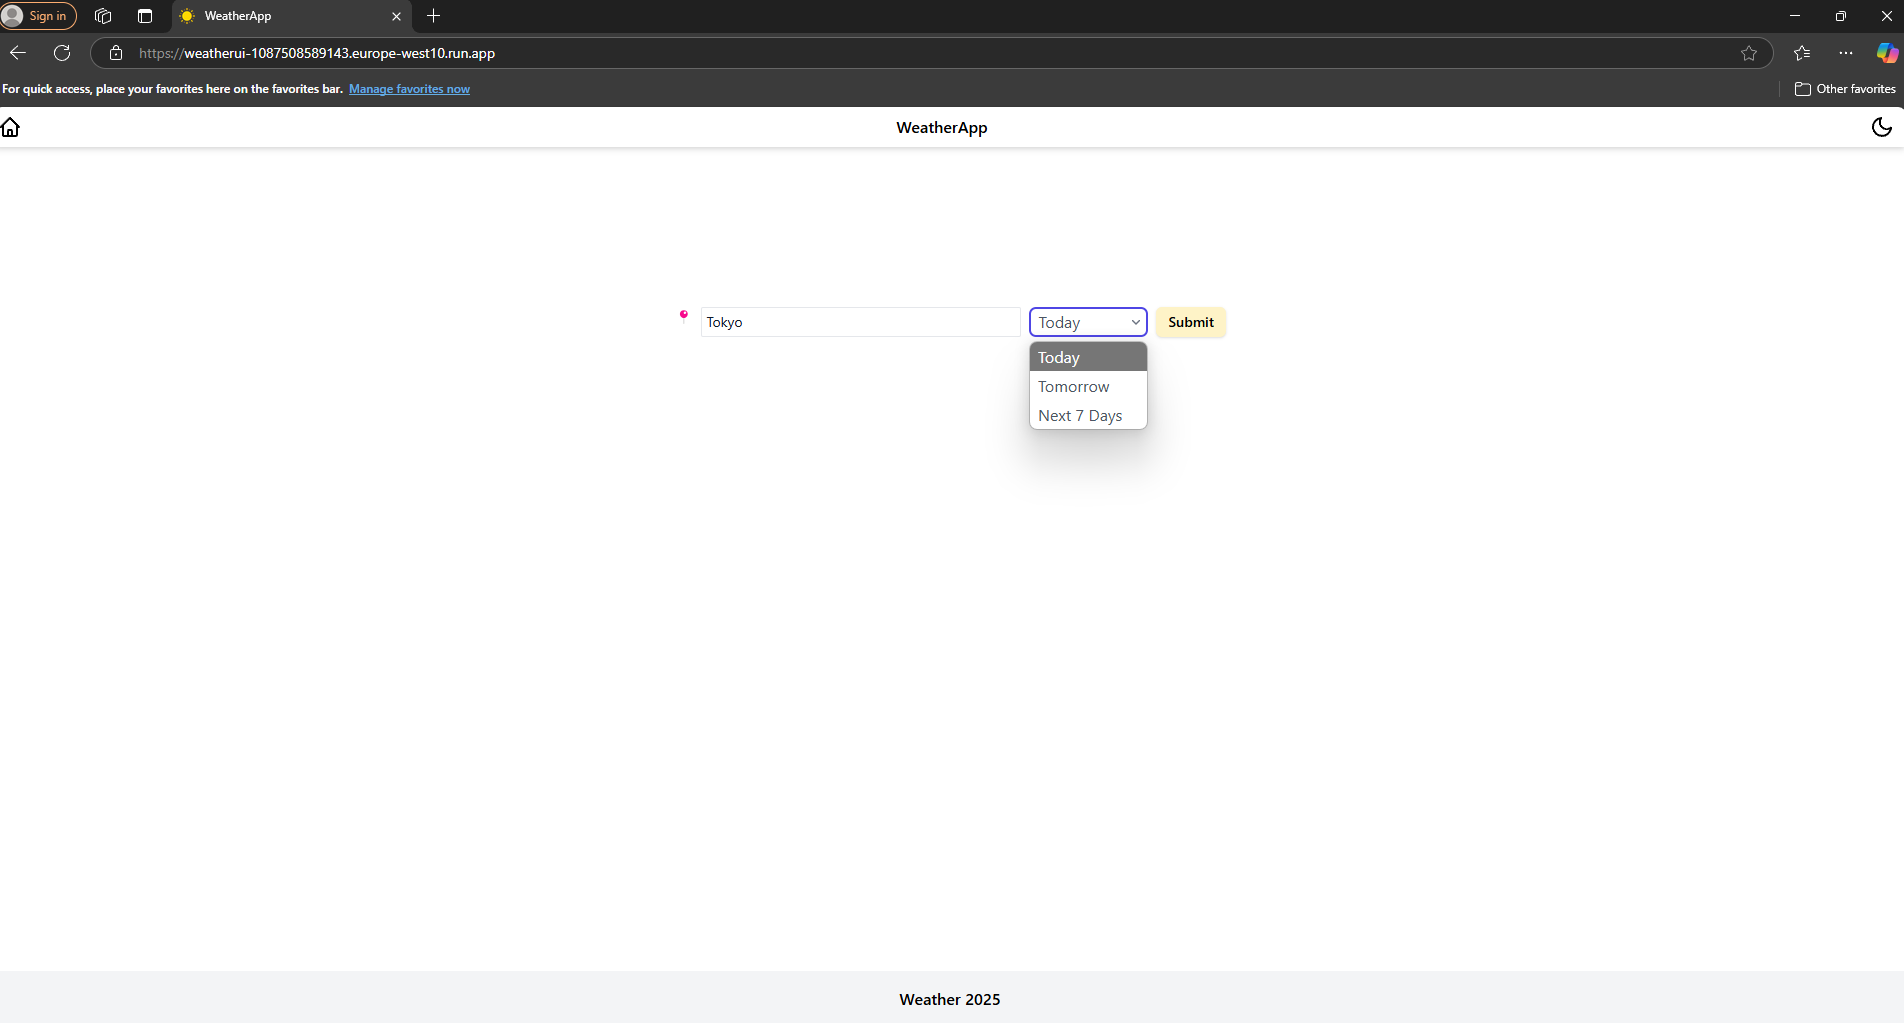 Sign in
WeatherApp
https://weatherui-1087508589143.europe-west10.run.app
For quick access, place your favorites here on the favorites bar. Manage favorites now
Other favorites
WeatherApp
Tokyo
Today
Submit
Today
Tomorrow
Next 7 Days
Weather 2025